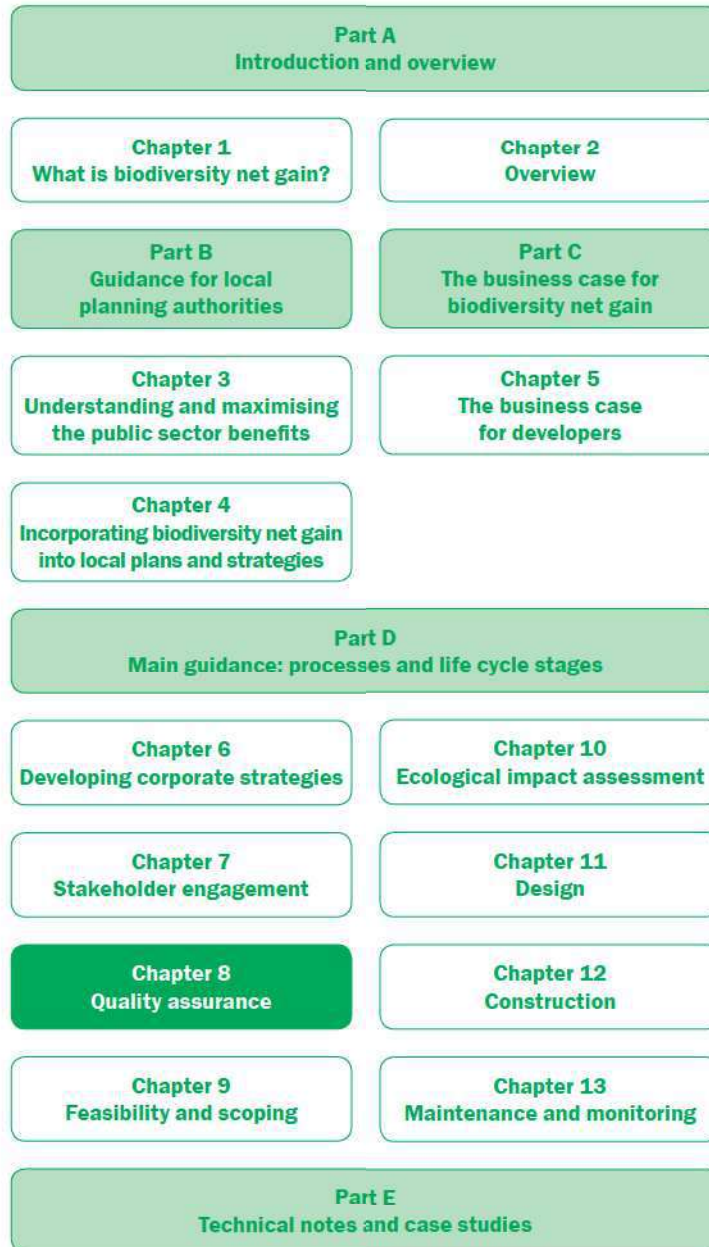 Part A
Introduction and overview
Chapter 1
What is biodiversity net gain?
Chapter 2
Overview
Part B
Guidance for local
planning authorities
Part C
The business case for
biodiversity net gain
Chapter 3
Understanding and maximising
the public sector benefits
Chapter 5
The business case
for developers
Chapter 4
Incorporating biodiversity net gain
into local plans and strategies
Part D
Main guidance: processes and life cycle stages
Chapter 6
Developing corporate strategies
Chapter 10
Ecological impact assessment
Chapter 7
Stakeholder engagement
Chapter 11
Design
Chapter 8
Quality assurance
Chapter 12
Construction
Chapter 9
Feasibility and scoping
Chapter 13
Maintenance and monitoring
Part E
Technical notes and case studies